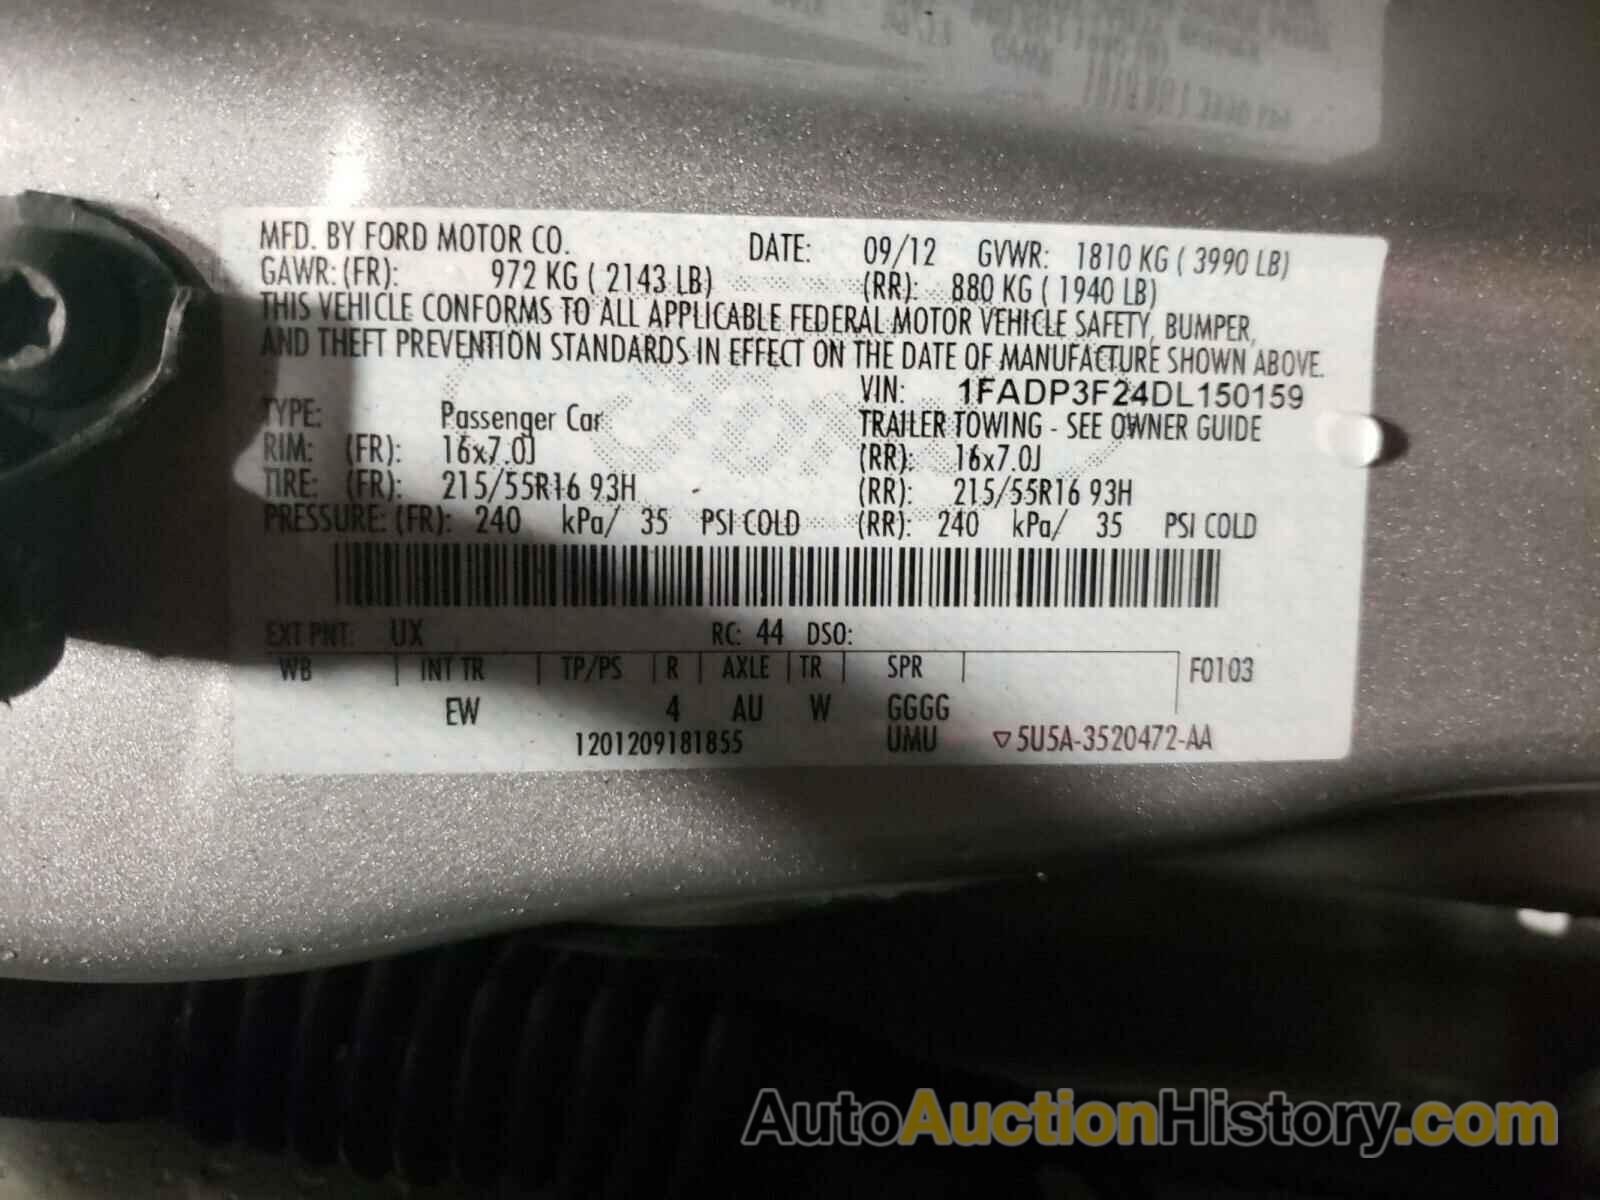 MFD. BY FORD MOTOR CO. DATE: 09/12 GVWR: 1810 KG ( 3990 LB)
GAWR: (FR): 972 KG ( 2143 LB) (RR): 880 KG ( 1940 LB)
THIS VEHICLE CONFORMS TO ALL APPLICABLE FEDERAL MOTOR VEHICLE SAFETY, BUMPER,
AND THEFT PREVENTION STANDARDS IN EFFECT ON THE DATE OF MANUFACTURE SHOWN ABOVE.
VIN: 1FADP3F24DL150159
TYPE: Passenger Car TRAILER TOWING - SEE OWNER GUIDE
RIM: (FR): 16x7.0J (RR): 16x7.0J
TIRE: (FR): 215/55R16 93H (RR): 215/55R16 93H
PRESSURE: (FR): 240 kPa/ 35 PSI COLD (RR): 240 kPa/ 35 PSI COLD
EXT PNT: UX RC: 44 DSO:
WB INT TR TP/PS R AXLE TR SPR F0103
EW 4 AU W GGGG
1201209181855 UMU ▽5U5A-3520472-AA
AutoAuctionHistory.com